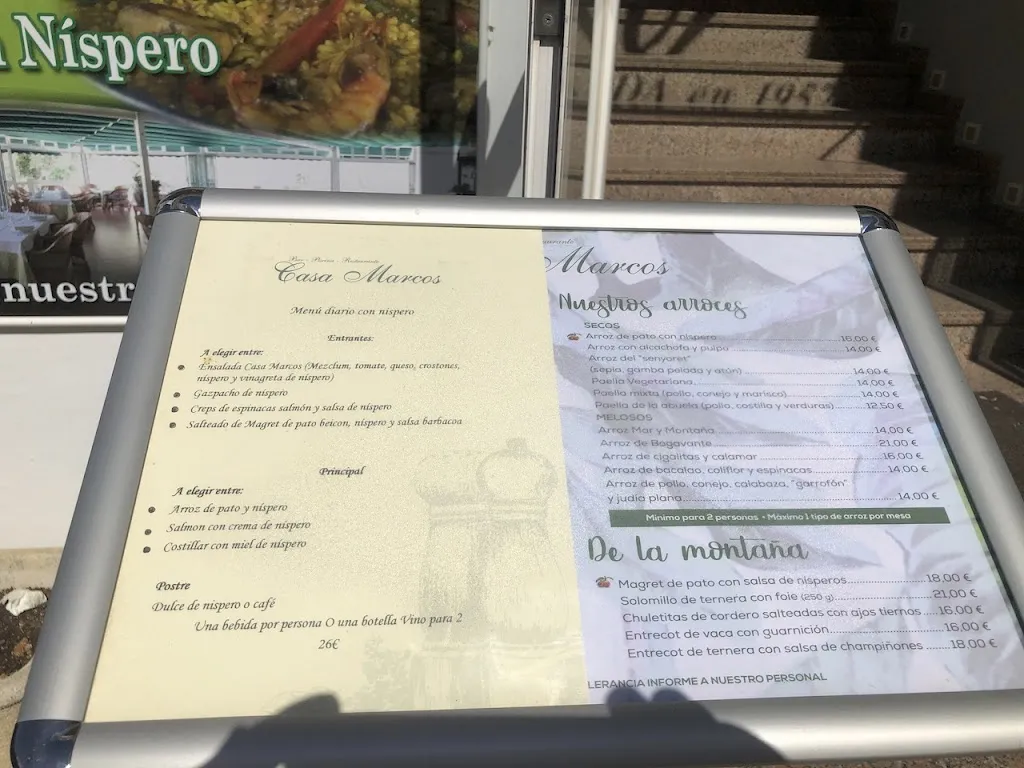 Níspero
DA en 195
nuestr
Bar - Pensión - Restaurante
Casa Marcos
Menú diario con níspero
Entrantes:
A elegir entre:
Ensalada Casa Marcos (Mezclum, tomate, queso, crostones,
níspero y vinagreta de níspero)
Gazpacho de níspero
Creps de espinacas salmón y salsa de níspero
Salteado de Magret de pato beicon, níspero y salsa barbacoa
Principal
A elegir entre:
Arroz de pato y níspero
Salmon con crema de níspero
Costillar con miel de níspero
Postre
Dulce de níspero o café
Una bebida por persona O una botella Vino para 2
26€
Marcos
Nuestros arroces
SECOS
Arroz de pato con níspero 16,00 €
Arroz con alcachofa y pulpo 14,00 €
Arroz del "senyoret"
(sepia, gamba pelada y atún) 14,00 €
Paella Vegetariana 14,00 €
Paella mixta (pollo, conejo y marisco) 14,00 €
Paella de la abuela (pollo, costilla y verduras) 12,50 €
MELOSOS
Arroz Mar y Montaña 14,00 €
Arroz de Bogavante 21,00 €
Arroz de cigalitas y calamar 16,00 €
Arroz de bacalao, coliflor y espinacas 14,00 €
Arroz de pollo, conejo, calabaza, "garrofón"
y judía plana 14,00 €
Mínimo para 2 personas • Máximo 1 tipo de arroz por mesa
De la montaña
Magret de pato con salsa de nísperos 18,00 €
Solomillo de ternera con foie (250 g) 21,00 €
Chuletitas de cordero salteadas con ajos tiernos 16,00 €
Entrecot de vaca con guarnición 16,00 €
Entrecot de ternera con salsa de champiñones 18,00 €
LERANCIA INFORME A NUESTRO PERSONAL